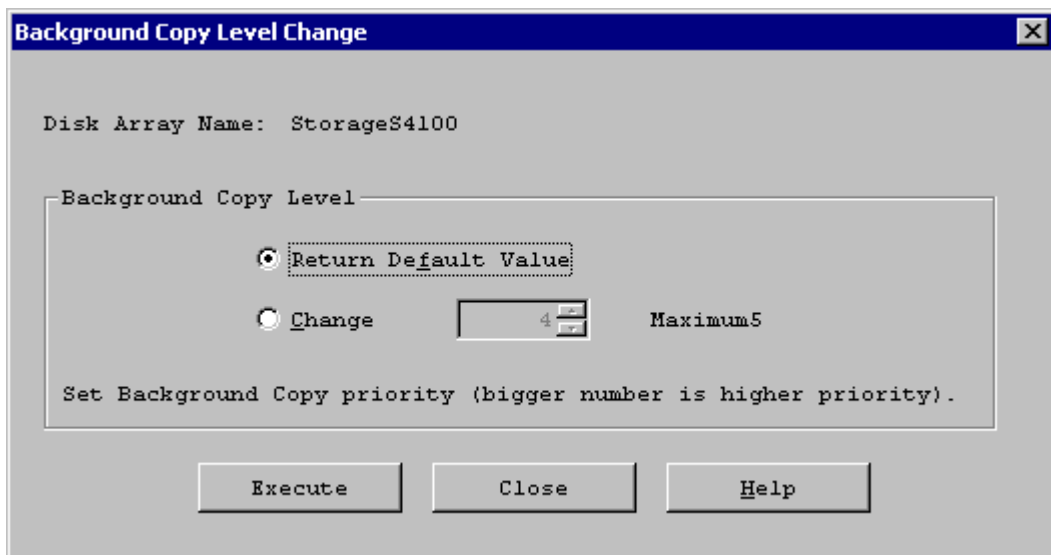 Background Copy Level Change
Disk Array Name: StorageS4100
Background Copy Level
Return Default Value
Change 4 Maximum5
Set Background Copy priority (bigger number is higher priority).
Execute Close Help